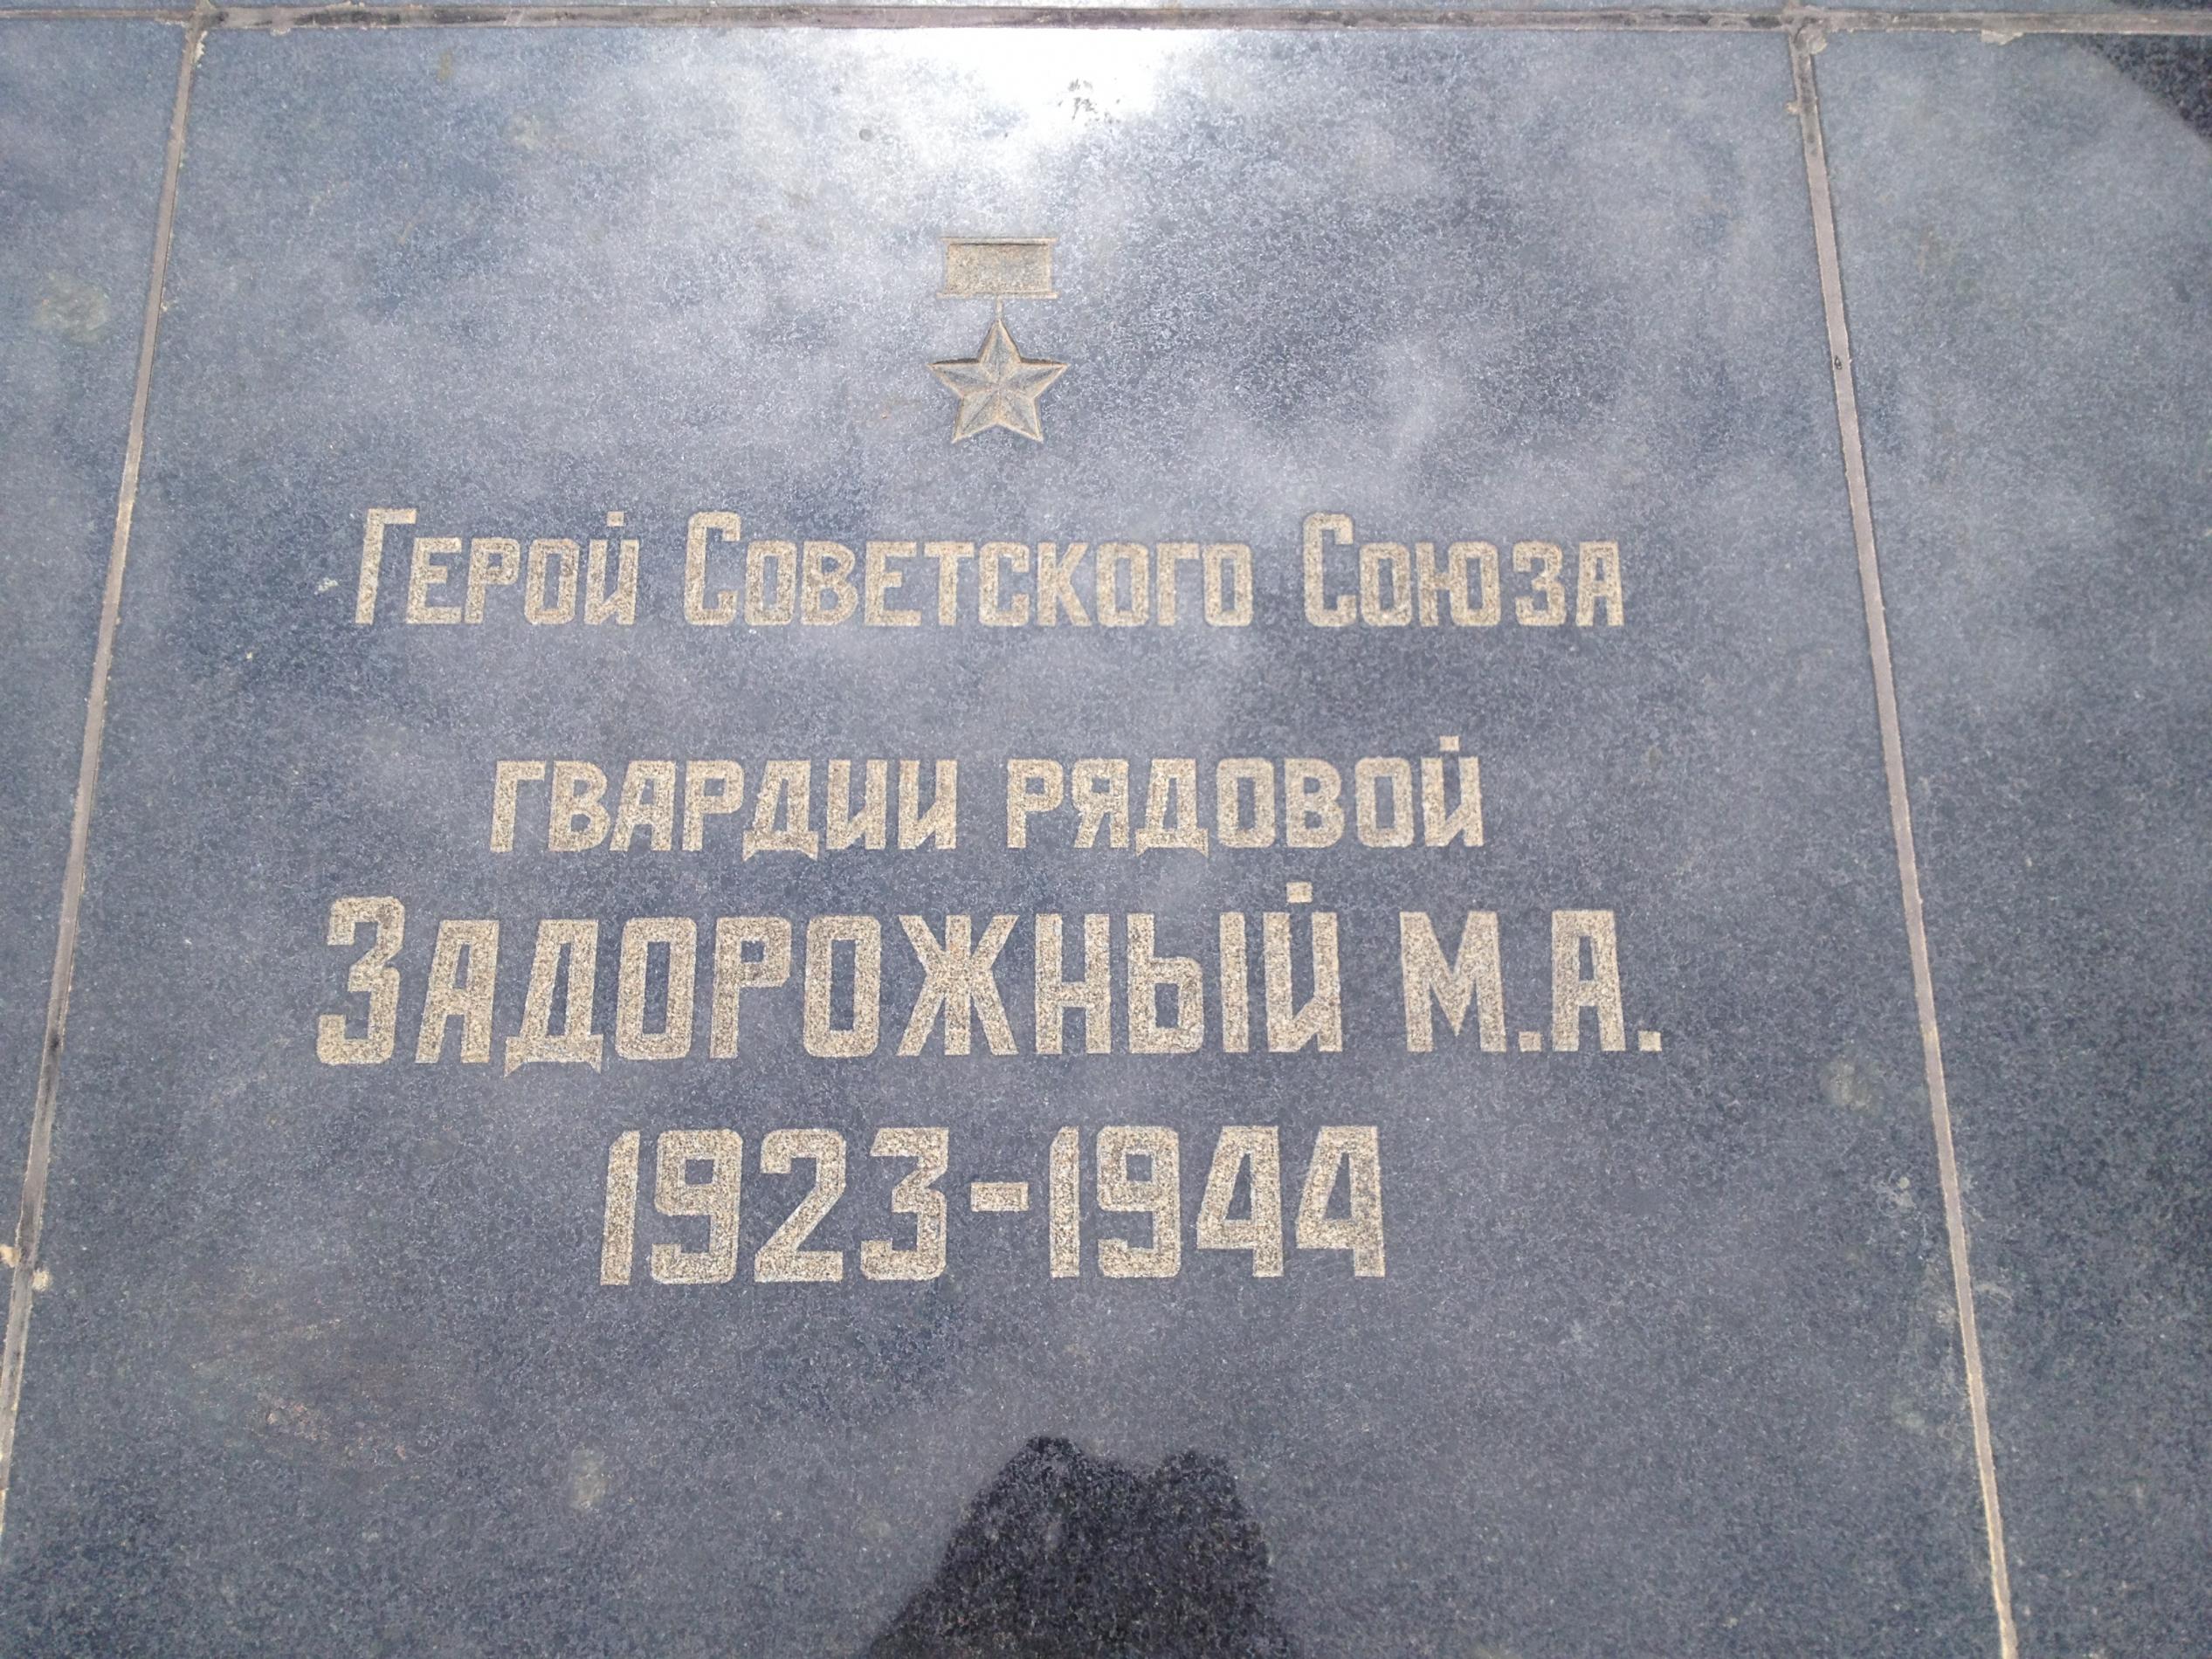 Герой Советского Союза
гвардии рядовой
Задорожный М.А.
1923-1944